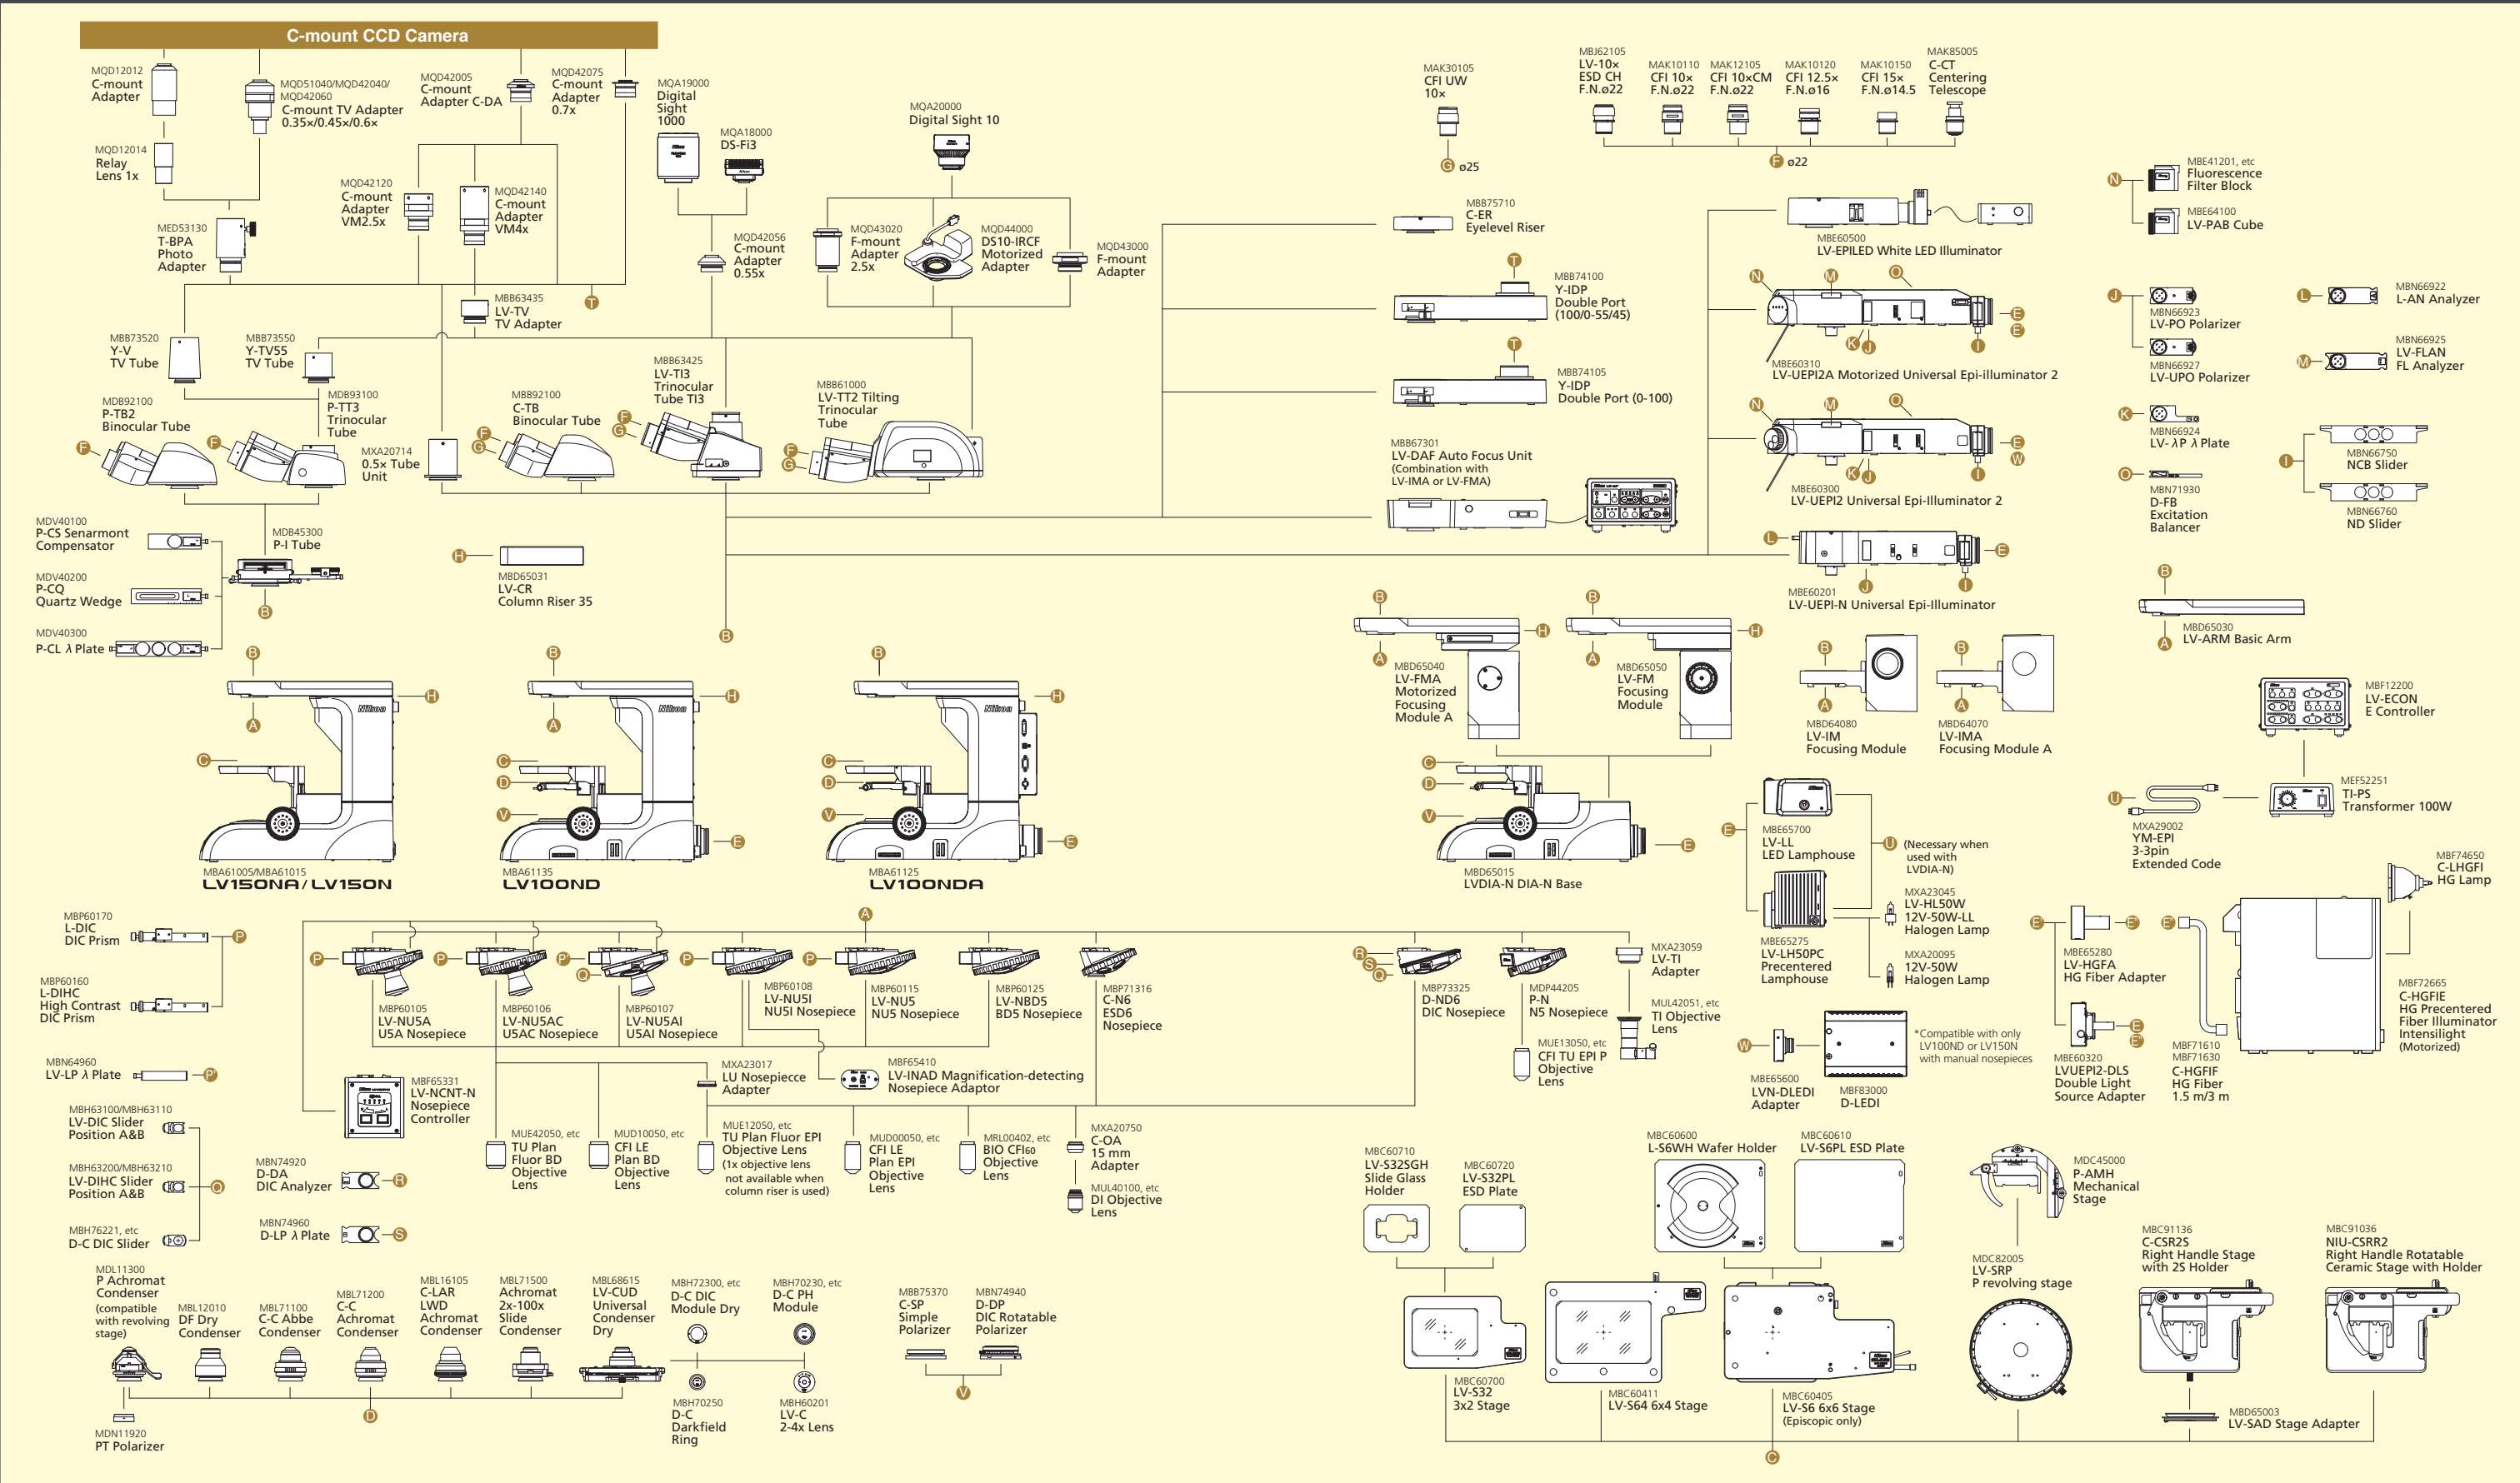 C-mount CCD Camera
MQD12012
C-mount
Adapter
MQD51040/MQD42040/
MQD42060
C-mount TV Adapter
0.35×/0.45×/0.6×
MQD42005
C-mount
Adapter C-DA
MQD42075
C-mount
Adapter
0.7x
MQA19000
Digital
Sight
1000
MQA18000
DS-Fi3
MQA20000
Digital Sight 10
MQD12014
Relay
Lens 1x
MQD42120
C-mount
Adapter
VM2.5x
MQD42140
C-mount
Adapter
VM4x
MED53130
T-BPA
Photo
Adapter
MQD42056
C-mount
Adapter
0.55x
MQD43020
F-mount
Adapter
2.5x
MQD44000
DS10-IRCF
Motorized
Adapter
MQD43000
F-mount
Adapter
T
MBB63435
LV-TV
TV Adapter
MBB73520
Y-V
TV Tube
MBB73550
Y-TV55
TV Tube
MDB92100
P-TB2
Binocular Tube
MDB93100
P-TT3
Trinocular
Tube
MXA20714
0.5× Tube
Unit
MBB92100
C-TB
Binocular Tube
MBB63425
LV-TI3
Trinocular
Tube TI3
MBB61000
LV-TT2 Tilting
Trinocular
Tube
F
F
F
G
F
G
F
G
MDV40100
P-CS Senarmont
Compensator
MDB45300
P-I Tube
MDV40200
P-CQ
Quartz Wedge
B
MDV40300
P-CL λ Plate
H
MBD65031
LV-CR
Column Riser 35
B
MAK30105
CFI UW
10×
G ø25
MBJ62105
LV-10×
ESD CH
F.N.ø22
MAK10110
CFI 10×
F.N.ø22
MAK12105
CFI 10×CM
F.N.ø22
MAK10120
CFI 12.5×
F.N.ø16
MAK10150
CFI 15×
F.N.ø14.5
MAK85005
C-CT
Centering
Telescope
F ø22
MBB75710
C-ER
Eyelevel Riser
T
MBB74100
Y-IDP
Double Port
(100/0-55/45)
T
MBB74105
Y-IDP
Double Port (0-100)
MBB67301
LV-DAF Auto Focus Unit
(Combination with
LV-IMA or LV-FMA)
MBE60500
LV-EPILED White LED Illuminator
N M O
E
E'
K J I
MBE60310
LV-UEPI2A Motorized Universal Epi-illuminator 2
N M O
E
W
K J I
MBE60300
LV-UEPI2 Universal Epi-Illuminator 2
L E
J I
MBE60201
LV-UEPI-N Universal Epi-Illuminator
N
MBE41201, etc
Fluorescence
Filter Block
MBE64100
LV-PAB Cube
J
MBN66923
LV-PO Polarizer
MBN66927
LV-UPO Polarizer
L
MBN66922
L-AN Analyzer
M
MBN66925
LV-FLAN
FL Analyzer
K
MBN66924
LV- λP λ Plate
O
MBN71930
D-FB
Excitation
Balancer
I
MBN66750
NCB Slider
MBN66760
ND Slider
B
A
MBD65030
LV-ARM Basic Arm
B
H
A
C
Nikon
MBA61005/MBA61015
LV150NA / LV150N
B
H
A
C
D
V
E
Nikon
MBA61135
LV100ND
B
H
C
D
V
E
Nikon
MBA61125
LV100NDA
B
H
A
MBD65040
LV-FMA
Motorized
Focusing
Module A
B
H
A
MBD65050
LV-FM
Focusing
Module
B
A
MBD64080
LV-IM
Focusing Module
B
A
MBD64070
LV-IMA
Focusing Module A
C
D
V
E
MBD65015
LVDIA-N DIA-N Base
MBF12200
LV-ECON
E Controller
MEF52251
TI-PS
Transformer 100W
U
MXA29002
YM-EPI
3-3pin
Extended Code
E
MBE65700
LV-LL
LED Lamphouse
U (Necessary when
used with
LVDIA-N)
MBE65275
LV-LH50PC
Precentered
Lamphouse
MXA23045
LV-HL50W
12V-50W-LL
Halogen Lamp
MXA20095
12V-50W
Halogen Lamp
MBF74650
C-LHGFI
HG Lamp
E' E" E"
MBE65280
LV-HGFA
HG Fiber Adapter
E
E'
MBE60320
LVUEPI2-DLS
Double Light
Source Adapter
MBF71610
MBF71630
C-HGFIF
HG Fiber
1.5 m/3 m
MBF72665
C-HGFIE
HG Precentered
Fiber Illuminator
Intensilight
(Motorized)
W
MBE65600
LVN-DLEDI
Adapter
MBF83000
D-LEDI
*Compatible with only
LV100ND or LV150N
with manual nosepieces
MBP60170
L-DIC
DIC Prism
P
MBP60160
L-DIHC
High Contrast
DIC Prism
MBN64960
LV-LP λ Plate
P'
A
P
MBP60105
LV-NU5A
U5A Nosepiece
P
MBP60106
LV-NU5AC
U5AC Nosepiece
P'
Q
MBP60107
LV-NU5AI
U5AI Nosepiece
P
MBP60108
LV-NU5I
NU5I Nosepiece
P
MBP60115
LV-NU5
NU5 Nosepiece
MBP60125
LV-NBD5
BD5 Nosepiece
MBP71316
C-N6
ESD6
Nosepiece
R
S
Q
MBP73325
D-ND6
DIC Nosepiece
MDP44205
P-N
N5 Nosepiece
MXA23059
LV-TI
Adapter
MUL42051, etc
TI Objective
Lens
MUE13050, etc
CFI TU EPI P
Objective
Lens
MBF65331
LV-NCNT-N
Nosepiece
Controller
MXA23017
LU Nosepiecce
Adapter
MBF65410
LV-INAD Magnification-detecting
Nosepiece Adaptor
MBH63100/MBH63110
LV-DIC Slider
Position A&B
MBH63200/MBH63210
LV-DIHC Slider
Position A&B
Q
MBH76221, etc
D-C DIC Slider
MBN74920
D-DA
DIC Analyzer
R
MBN74960
D-LP λ Plate
S
MUE42050, etc
TU Plan
Fluor BD
Objective
Lens
MUD10050, etc
CFI LE
Plan BD
Objective
Lens
MUE12050, etc
TU Plan Fluor EPI
Objective Lens
(1x objective lens
not available when
column riser is used)
MUD00050, etc
CFI LE
Plan EPI
Objective
Lens
MRL00402, etc
BIO CFI60
Objective
Lens
MXA20750
C-OA
15 mm
Adapter
MUL40100, etc
DI Objective
Lens
MDL11300
P Achromat
Condenser
(compatible
with revolving
stage)
MBL12010
DF Dry
Condenser
MBL71100
C-C Abbe
Condenser
MBL71200
C-C
Achromat
Condenser
MBL16105
C-LAR
LWD
Achromat
Condenser
MBL71500
Achromat
2x-100x
Slide
Condenser
MBL68615
LV-CUD
Universal
Condenser
Dry
MBH72300, etc
D-C DIC
Module Dry
MBH70230, etc
D-C PH
Module
MBH70250
D-C
Darkfield
Ring
MBH60201
LV-C
2-4x Lens
MDN11920
PT Polarizer
D
MBB75370
C-SP
Simple
Polarizer
MBN74940
D-DP
DIC Rotatable
Polarizer
V
MBC60710
LV-S32SGH
Slide Glass
Holder
MBC60720
LV-S32PL
ESD Plate
MBC60600
L-S6WH Wafer Holder
MBC60610
LV-S6PL ESD Plate
MBC60700
LV-S32
3x2 Stage
MBC60411
LV-S64 6x4 Stage
MBC60405
LV-S6 6x6 Stage
(Episcopic only)
MDC45000
P-AMH
Mechanical
Stage
MDC82005
LV-SRP
P revolving stage
MBC91136
C-CSR2S
Right Handle Stage
with 2S Holder
MBC91036
NIU-CSRR2
Right Handle Rotatable
Ceramic Stage with Holder
MBD65003
LV-SAD Stage Adapter
C